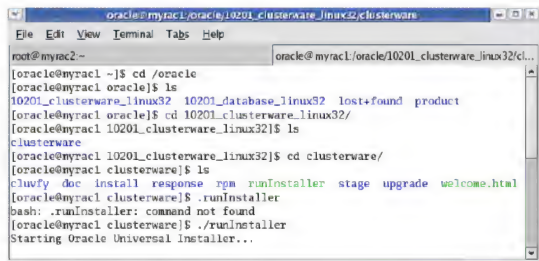 oracle@myrac1:/oracle/10201_clusterware_linux32/clusterware
File Edit View Terminal Tabs Help
root@myrac2:~ oracle@myrac1:/oracle/10201_clusterware_linux32/cl...
[oracle@myrac1 ~]$ cd /oracle
[oracle@myrac1 oracle]$ ls
10201_clusterware_linux32 10201_database_linux32 lost+found product
[oracle@myrac1 oracle]$ cd 10201_clusterware_linux32/
[oracle@myrac1 10201_clusterware_linux32]$ ls
clusterware
[oracle@myrac1 10201_clusterware_linux32]$ cd clusterware/
[oracle@myrac1 clusterware]$ ls
cluvfy doc install response rpm runInstaller stage upgrade welcome.html
[oracle@myrac1 clusterware]$ .runInstaller
bash: .runInstaller: command not found
[oracle@myrac1 clusterware]$ ./runInstaller
Starting Oracle Universal Installer...